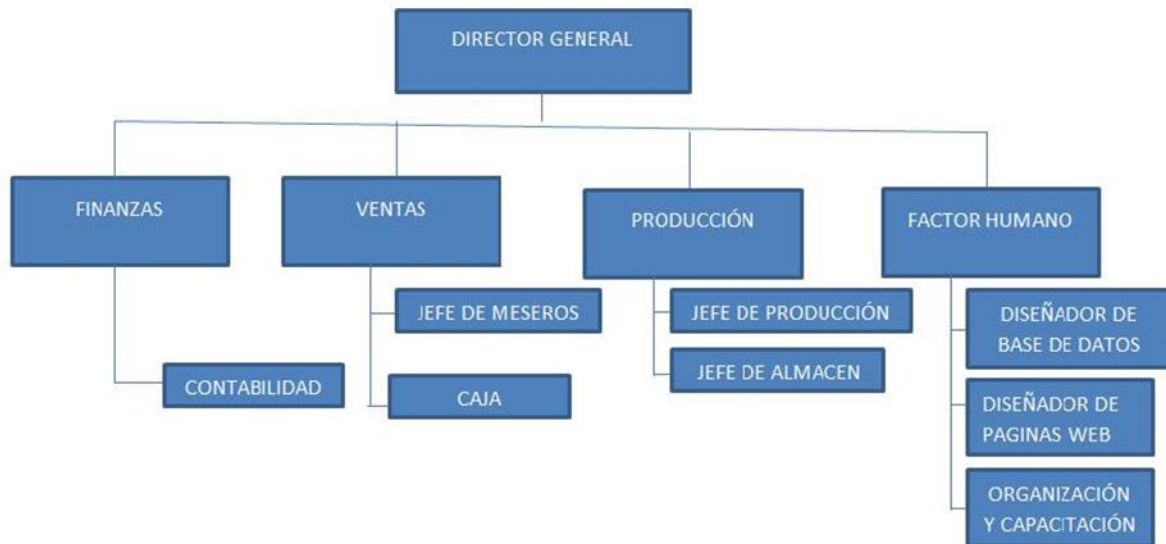 DIRECTOR GENERAL
FINANZAS
VENTAS
PRODUCCIÓN
FACTOR HUMANO
CONTABILIDAD
JEFE DE MESEROS
CAJA
JEFE DE PRODUCCIÓN
JEFE DE ALMACEN
DISEÑADOR DE
BASE DE DATOS
DISEÑADOR DE
PAGINAS WEB
ORGANIZACIÓN
Y CAPACITACIÓN